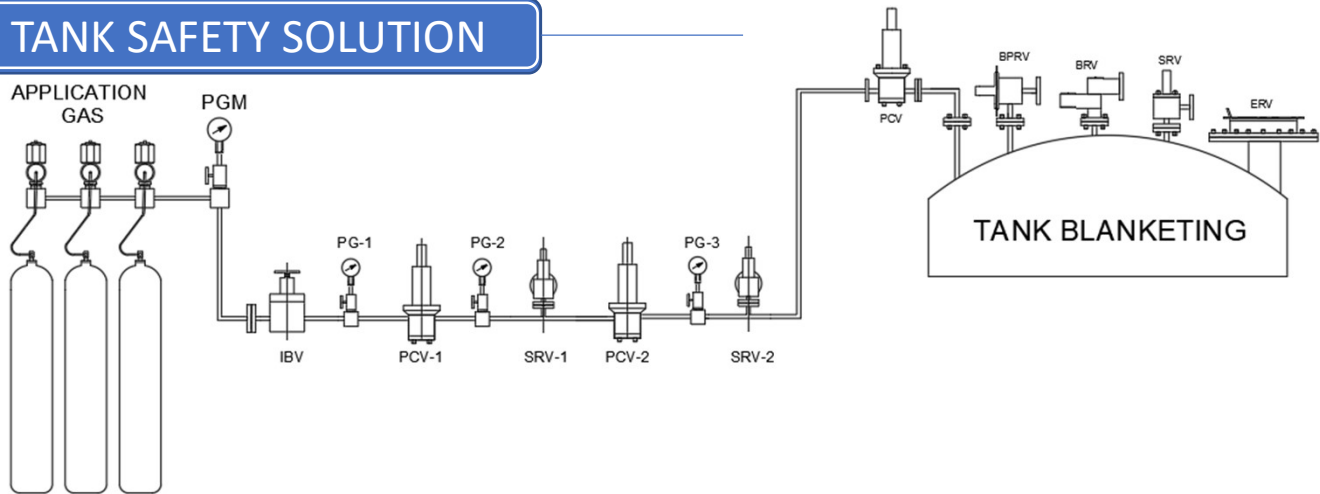 TANK SAFETY SOLUTION
APPLICATION
GAS
PGM
PG-1
PG-2
PG-3
IBV
PCV-1
SRV-1
PCV-2
SRV-2
PCV
BPRV
BRV
SRV
ERV
TANK BLANKETING